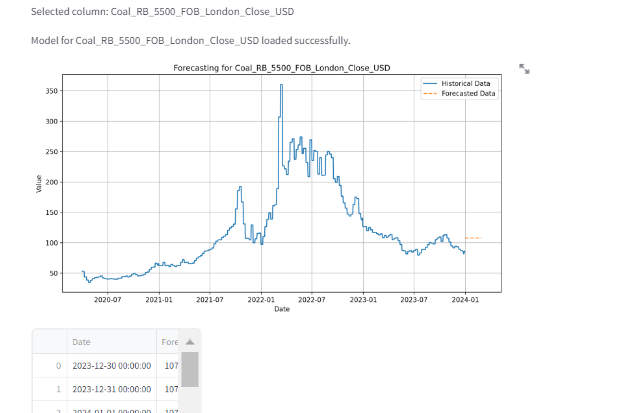 Selected column: Coal_RB_5500_FOB_London_Close_USD
Model for Coal_RB_5500_FOB_London_Close_USD loaded successfully.
Forecasting for Coal_RB_5500_FOB_London_Close_USD
Historical Data
Forecasted Data
350
300
250
200
150
100
50
Value
2020-07 2021-01 2021-07 2022-01 2022-07 2023-01 2023-07 2024-01
Date
Date Fore
0 2023-12-30 00:00:00 107
1 2023-12-31 00:00:00 107
2 2024-01-01 00:00:00 107